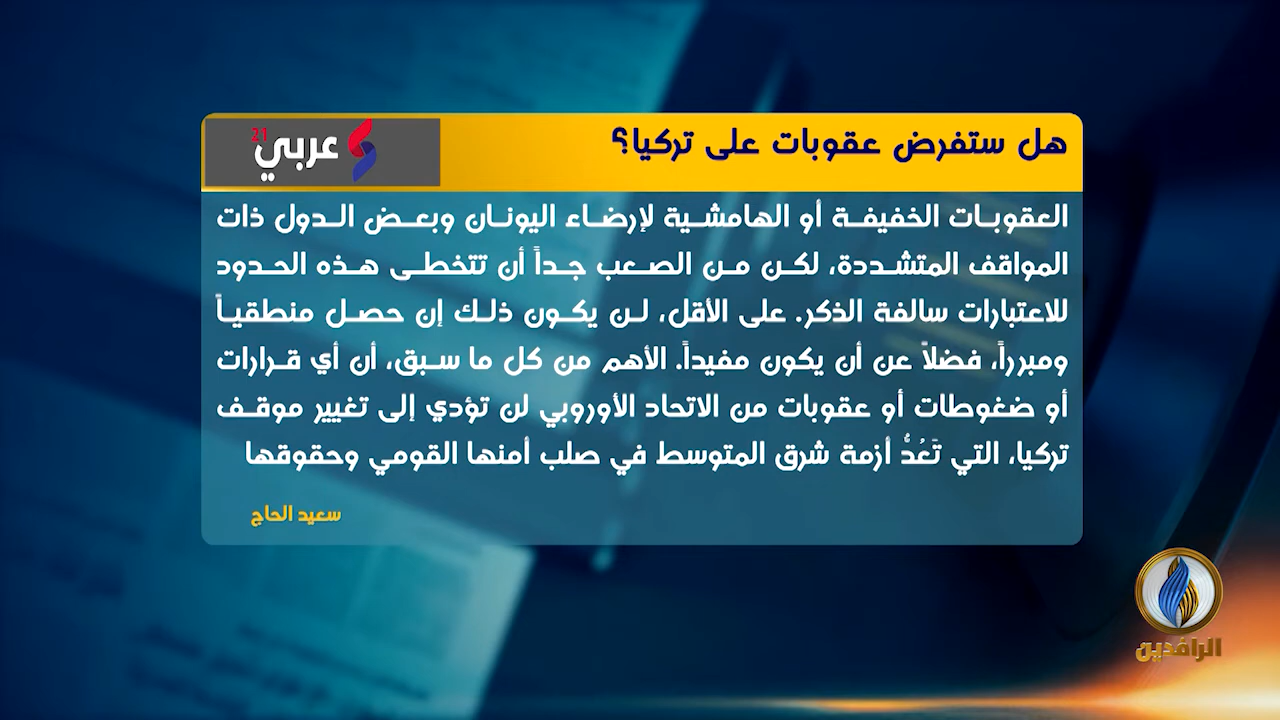 هل ستفرض عقوبات على تركيا؟
عربي 21
العقوبات الخفيفة أو الهامشية لإرضاء اليونان وبعض الدول ذات
المواقف المتشددة، لكن من الصعب جداً أن تتخطى هذه الحدود
للاعتبارات سالفة الذكر. على الأقل، لن يكون ذلك إن حصل منطقياً
ومبرراً، فضلاً عن أن يكون مفيداً. الأهم من كل ما سبق، أن أي قرارات
أو ضغوطات أو عقوبات من الاتحاد الأوروبي لن تؤدي إلى تغيير موقف
تركيا، التي تَعُدُّ أزمة شرق المتوسط في صلب أمنها القومي وحقوقها
سعيد الحاج
الرافدين